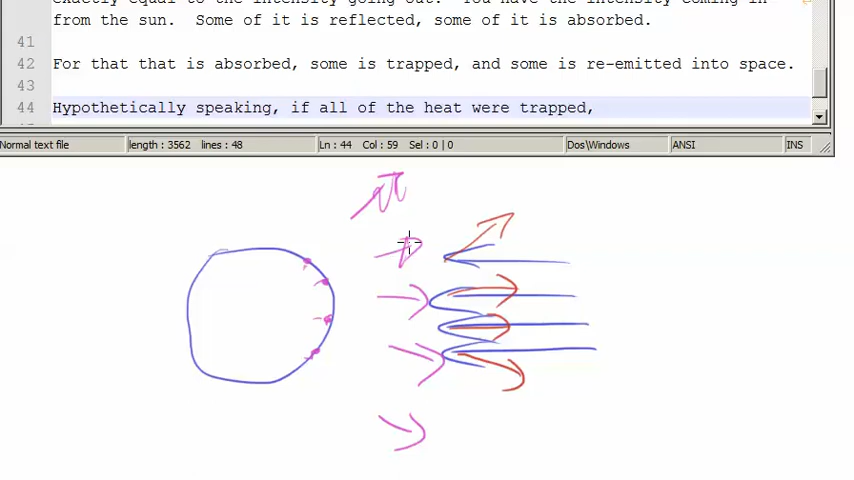 from the sun.  Some of it is reflected, some of it is absorbed.
41
42 For that that is absorbed, some is trapped, and some is re-emitted into space.
43
44 Hypothetically speaking, if all of the heat were trapped,
Normal text file length : 3562 lines : 48 Ln : 44 Col : 59 Sel : 0 | 0 Dos\Windows ANSI INS